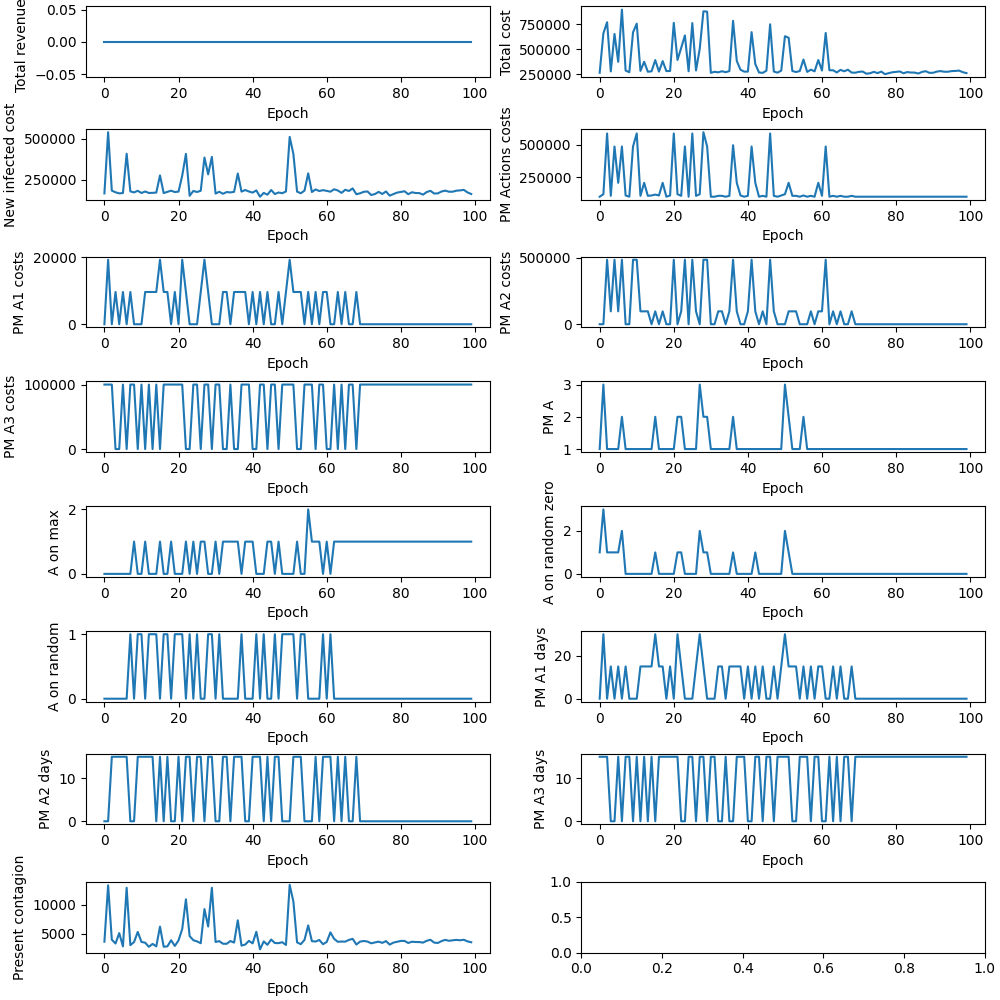 Total revenue
0.05
0.00
−0.05
0 20 40 60 80 100
Epoch
Total cost
750000
500000
250000
0 20 40 60 80 100
Epoch
New infected cost
500000
250000
0 20 40 60 80 100
Epoch
PM Actions costs
500000
250000
0 20 40 60 80 100
Epoch
PM A1 costs
20000
0
0 20 40 60 80 100
Epoch
PM A2 costs
500000
0
0 20 40 60 80 100
Epoch
PM A3 costs
100000
0
0 20 40 60 80 100
Epoch
PM A
3
2
1
0 20 40 60 80 100
Epoch
A on max
2
0
0 20 40 60 80 100
Epoch
A on random zero
2
0
0 20 40 60 80 100
Epoch
A on random
1
0
0 20 40 60 80 100
Epoch
PM A1 days
20
0
0 20 40 60 80 100
Epoch
PM A2 days
10
0
0 20 40 60 80 100
Epoch
PM A3 days
10
0
0 20 40 60 80 100
Epoch
Present contagion
10000
5000
0 20 40 60 80 100
Epoch
1.0
0.5
0.0
0.0 0.2 0.4 0.6 0.8 1.0